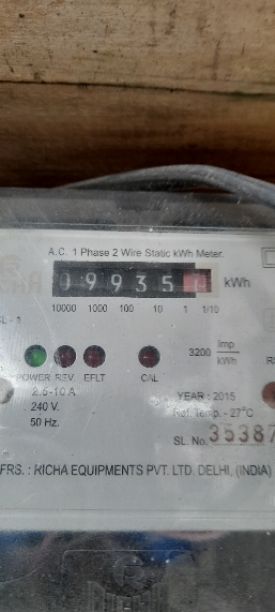 A.C. 1 Phase 2 Wire Static kWh Meter
09935 kWh
10000 1000 100 10 1 1/10
3200 Imp/kWh
POWER REV. EFLT CAL
2.5-10 A
240 V.
50 Hz.
YEARS : 2015
Ref. Temp. - 27°C
SL. No. 35387
FRS. : RICHA EQUIPMENTS PVT. LTD. DELHI, (INDIA)